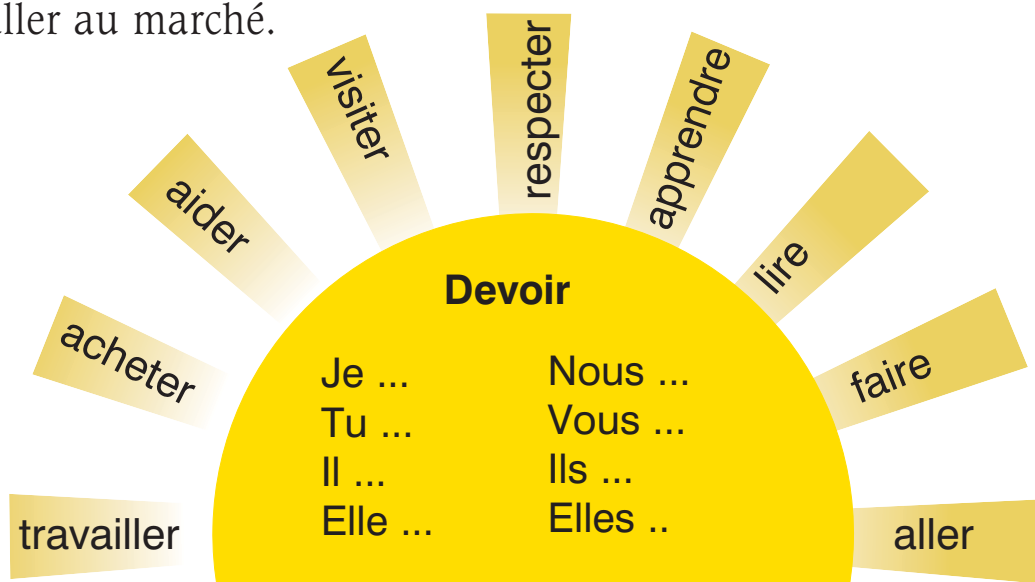 aller au marché.
visiter
respecter
apprendre
aider
lire
acheter
faire
travailler
aller
Devoir
Je ... Nous ...
Tu ... Vous ...
Il ... Ils ...
Elle ... Elles ..